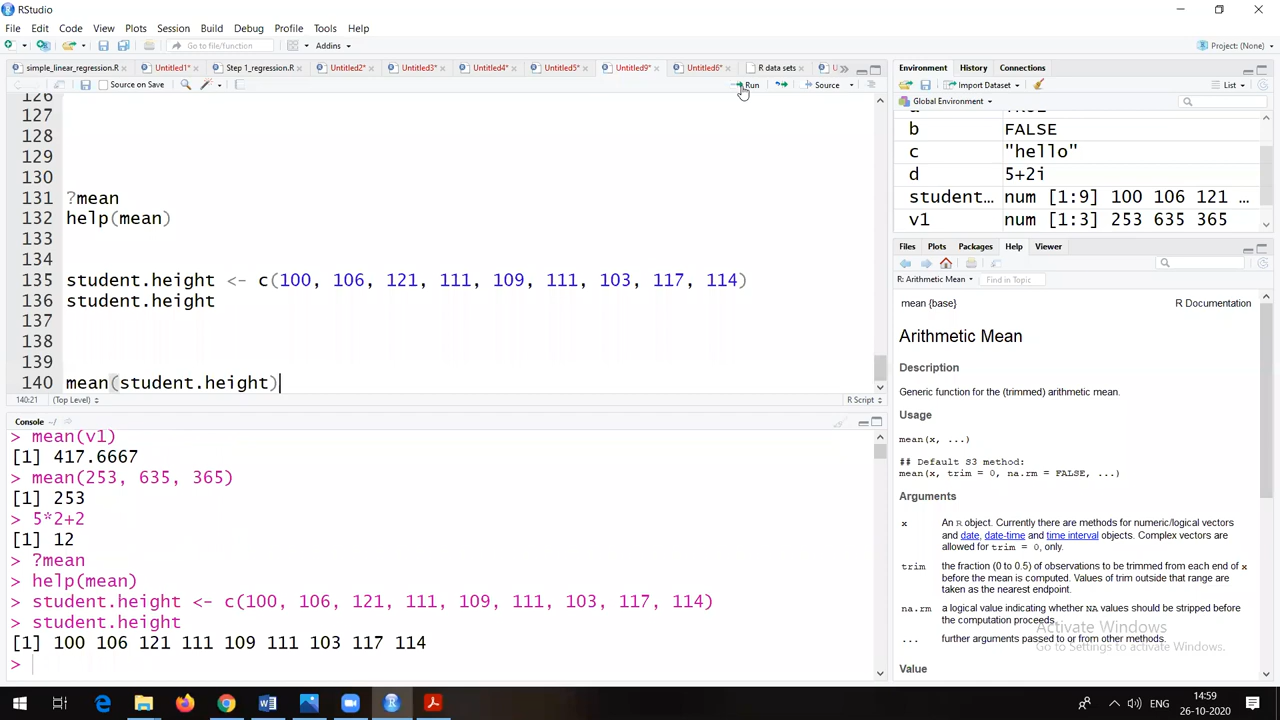 RStudio
File Edit Code View Plots Session Build Debug Profile Tools Help
Go to file/function Addins Project: (None)
simple_linear_regression.R Untitled1* Step 1_regression.R Untitled2* Untitled3* Untitled4* Untitled5* Untitled9* Untitled6* R data sets
Source on Save Run Source
126
127
128
129
130
131 ?mean
132 help(mean)
133
134
135 student.height <- c(100, 106, 121, 111, 109, 111, 103, 117, 114)
136 student.height
137
138
139
140 mean(student.height)
140:21 (Top Level) R Script
Console ~/
> mean(v1)
[1] 417.6667
> mean(253, 635, 365)
[1] 253
> 5*2+2
[1] 12
> ?mean
> help(mean)
> student.height <- c(100, 106, 121, 111, 109, 111, 103, 117, 114)
> student.height
[1] 100 106 121 111 109 111 103 117 114
>
Environment History Connections
Import Dataset List
Global Environment
b FALSE
c "hello"
d 5+2i
student… num [1:9] 100 106 121 …
v1 num [1:3] 253 635 365
Files Plots Packages Help Viewer
R: Arithmetic Mean Find in Topic
mean {base} R Documentation
Arithmetic Mean
Description
Generic function for the (trimmed) arithmetic mean.
Usage
mean(x, ...)
## Default S3 method:
mean(x, trim = 0, na.rm = FALSE, ...)
Arguments
x An R object. Currently there are methods for numeric/logical vectors
and date, date-time and time interval objects. Complex vectors are
allowed for trim = 0, only.
trim the fraction (0 to 0.5) of observations to be trimmed from each end of x
before the mean is computed. Values of trim outside that range are
taken as the nearest endpoint.
na.rm a logical value indicating whether NA values should be stripped before
the computation proceeds.
... further arguments passed to or from other methods.
Value
Activate Windows
Go to Settings to activate Windows.
ENG 14:59
26-10-2020